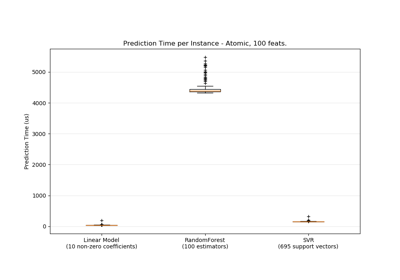 Prediction Time per Instance - Atomic, 100 feats.
Prediction Time (us)
5000
4000
3000
2000
1000
0
Linear Model
(10 non-zero coefficients)
RandomForest
(100 estimators)
SVR
(695 support vectors)